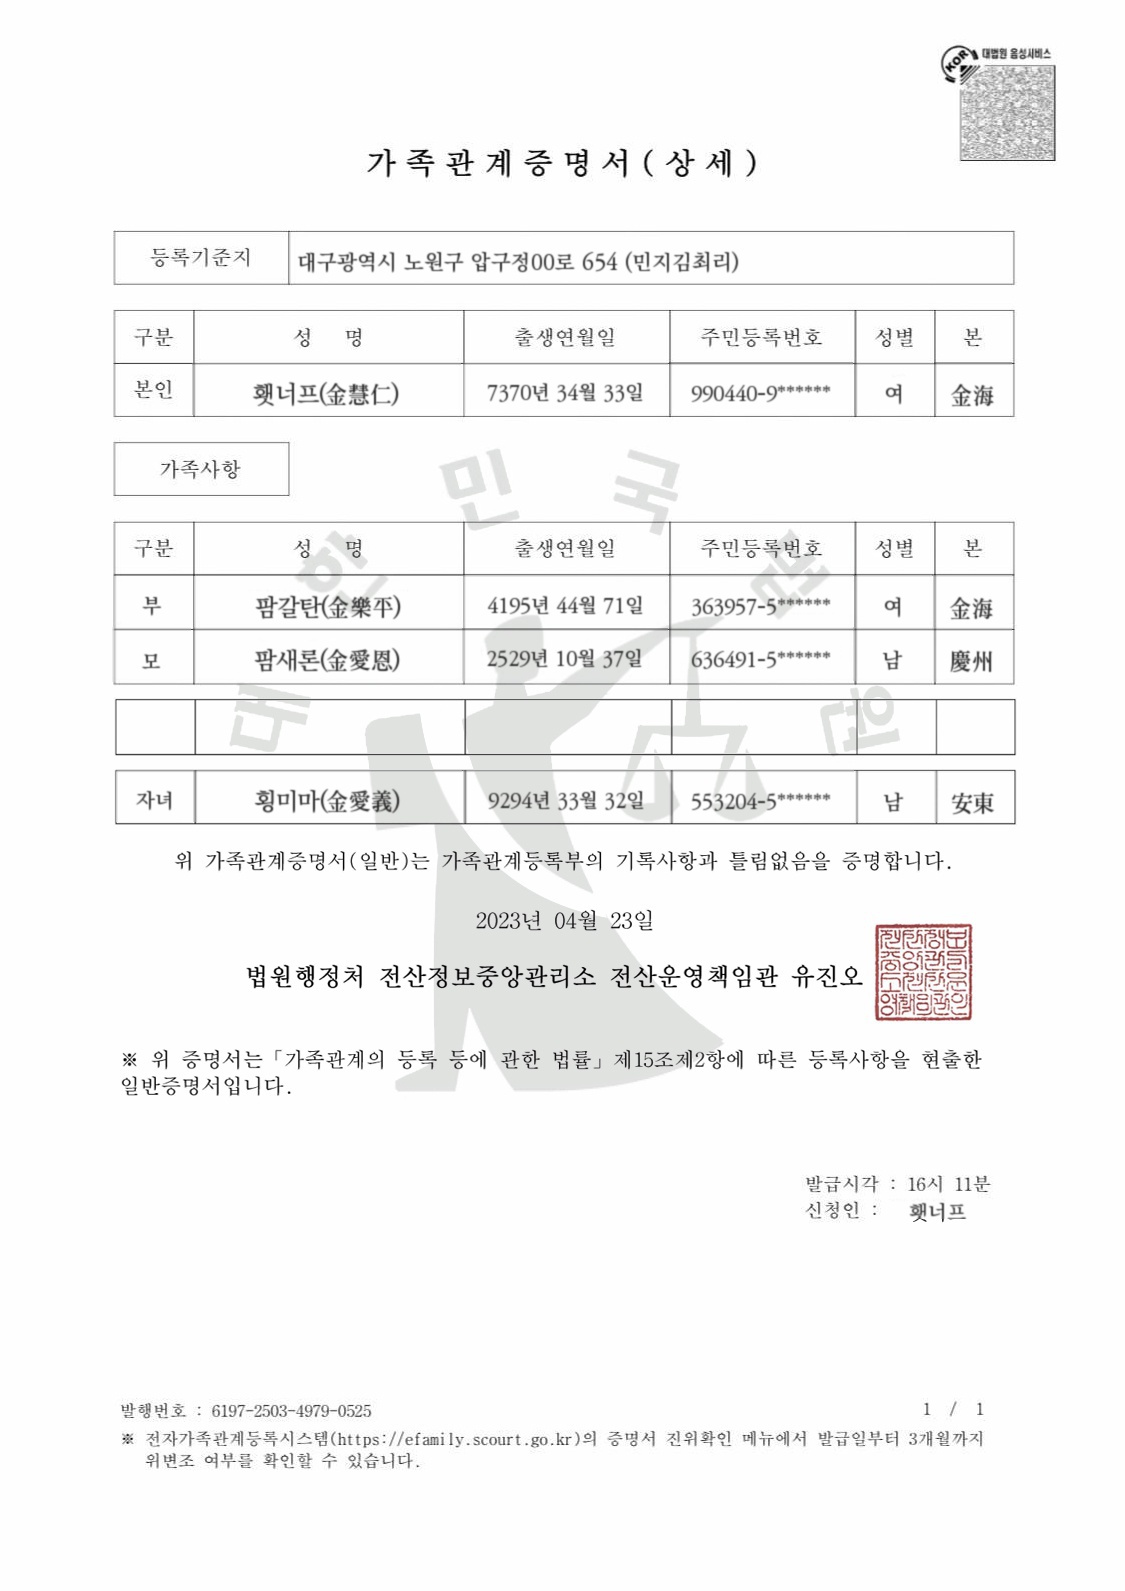 KOR 대법원 음성서비스
가족관계증명서(상세)
등록기준지 대구광역시 노원구 압구정00로 654 (민지김최리)
구분 성 명 출생연월일 주민등록번호 성별 본
본인 횃너프(金慧仁) 7370년 34월 33일 990440-9****** 여 金海
가족사항
구분 성 명 출생연월일 주민등록번호 성별 본
부 팜갈탄(金樂平) 4195년 44월 71일 363957-5****** 여 金海
모 팜새론(金愛恩) 2529년 10월 37일 636491-5****** 남 慶州
자녀 횡미마(金愛義) 9294년 33월 32일 553204-5****** 남 安東
대한민국법원
위 가족관계증명서(일반)는 가족관계등록부의 기록사항과 틀림없음을 증명합니다.
2023년 04월 23일
법원행정처 전산정보중앙관리소 전산운영책임관 유진오
※ 위 증명서는「가족관계의 등록 등에 관한 법률」제15조제2항에 따른 등록사항을 현출한
일반증명서입니다.
발급시각 : 16시 11분
신청인 : 횃너프
발행번호 : 6197-2503-4979-0525
1 / 1
※ 전자가족관계등록시스템(https://efamily.scourt.go.kr)의 증명서 진위확인 메뉴에서 발급일부터 3개월까지
위변조 여부를 확인할 수 있습니다.